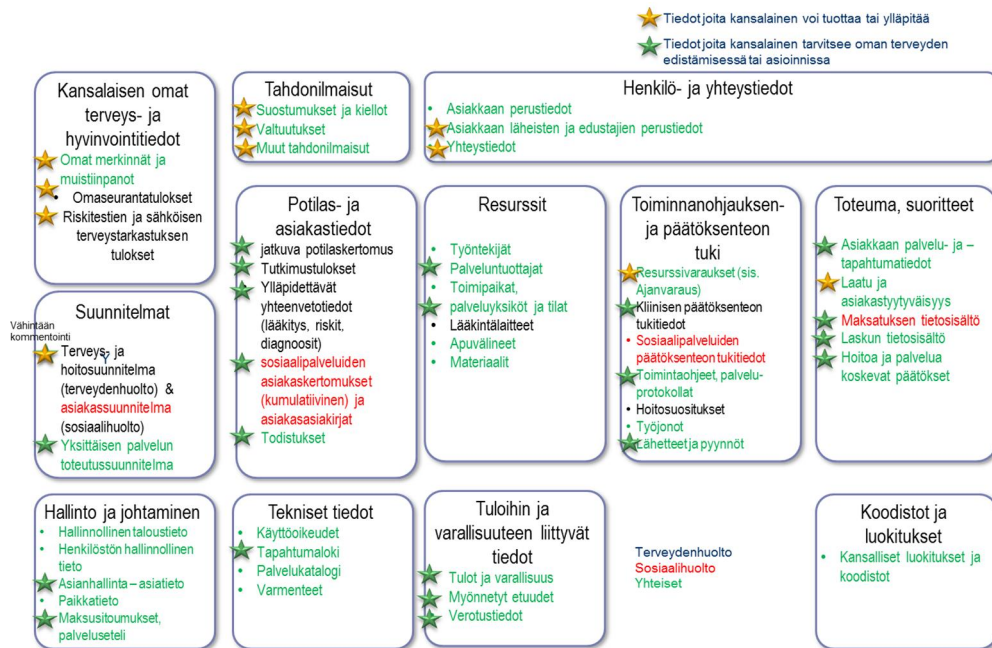 Tiedot joita kansalainen voi tuottaa tai ylläpitää
Tiedot joita kansalainen tarvitsee oman terveyden
edistämisessä tai asioinnissa
Kansalaisen omat
terveys- ja
hyvinvointitiedot
Omat merkinnät ja
muistiinpanot
• Omaseurantatulokset
Riskitestien ja sähköisen
terveystarkastuksen
tulokset
Tahdonilmaisut
Suostumukset ja kiellot
Valtuutukset
Muut tahdonilmaisut
Henkilö- ja yhteystiedot
• Asiakkaan perustiedot
Asiakkaan läheisten ja edustajien perustiedot
Yhteystiedot
Suunnitelmat
Vähintään
kommentointi
Terveys- ja
hoitosuunnitelma
(terveydenhuolto) &
asiakassuunnitelma
(sosiaalihuolto)
Yksittäisen palvelun
toteutussuunnitelma
Potilas- ja
asiakastiedot
jatkuva potilaskertomus
Tutkimustulokset
Ylläpidettävät
yhteenvetotiedot
(lääkitys, riskit,
diagnoosit)
sosiaalipalveluiden
asiakaskertomukset
(kumulatiivinen) ja
asiakasasiakirjat
Todistukset
Resurssit
• Työntekijät
Palveluntuottajat
• Toimipaikat,
palveluyksiköt ja tilat
• Lääkintälaitteet
• Apuvälineet
• Materiaalit
Toiminnanohjauksen-
ja päätöksenteon
tuki
Resurssivaraukset (sis.
Ajanvaraus)
Kliinisen päätöksenteon
tukitiedot
• Sosiaalipalveluiden
päätöksenteon tukitiedot
Toimintaohjeet, palvelu-
protokollat
• Hoitosuositukset
• Työjonot
Lähetteet ja pyynnöt
Toteuma, suoritteet
Asiakkaan palvelu- ja –
tapahtumatiedot
Laatu ja
asiakastyytyväisyys
Maksatuksen tietosisältö
Laskun tietosisältö
Hoitoa ja palvelua
koskevat päätökset
Hallinto ja johtaminen
• Hallinnollinen taloustieto
• Henkilöstön hallinnollinen
tieto
Asianhallinta – asiatieto
• Paikkatieto
Maksusitoumukset,
palveluseteli
Tekniset tiedot
• Käyttöoikeudet
Tapahtumaloki
• Palvelukatalogi
• Varmenteet
Tuloihin ja
varallisuuteen liittyvät
tiedot
Tulot ja varallisuus
Myönnetyt etuudet
Verotustiedot
Terveydenhuolto
Sosiaalihuolto
Yhteiset
Koodistot ja
luokitukset
• Kansalliset luokitukset ja
koodistot